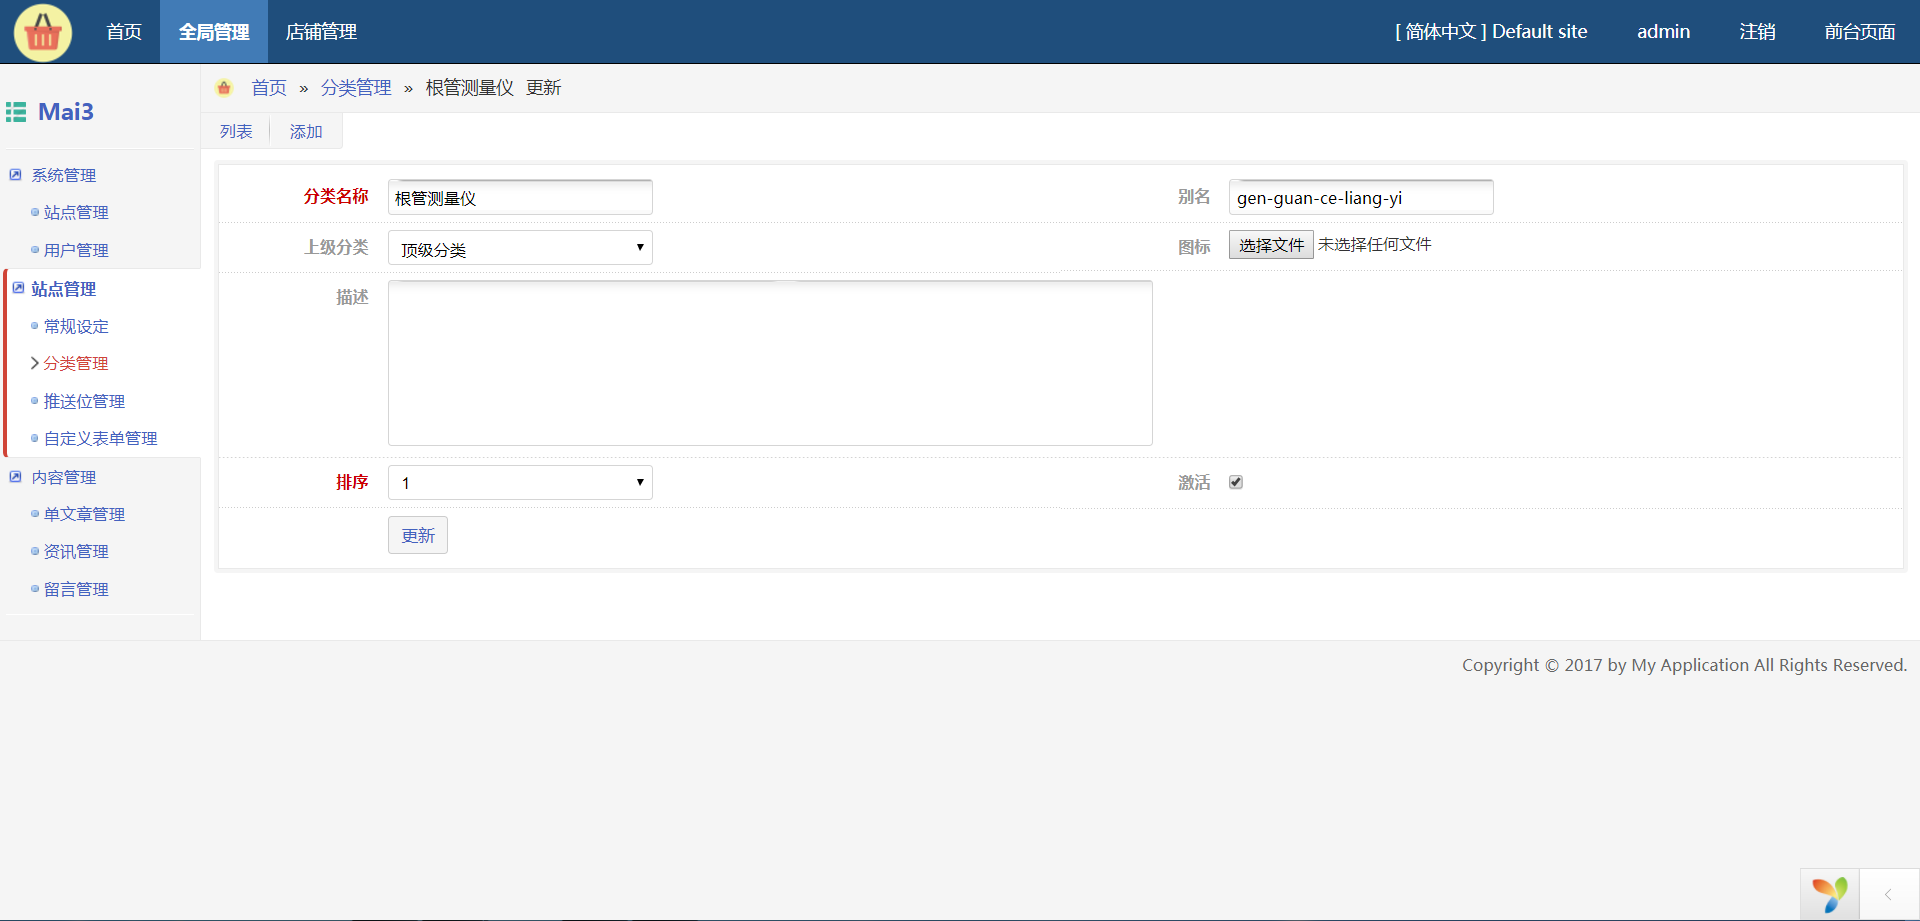 首页 全局管理 店铺管理 [ 简体中文 ] Default site admin 注销 前台页面
Mai3
系统管理
站点管理
用户管理
站点管理
常规设定
分类管理
推送位管理
自定义表单管理
内容管理
单文章管理
资讯管理
留言管理
首页 » 分类管理 » 根管测量仪 更新
列表 添加
分类名称 根管测量仪 别名 gen-guan-ce-liang-yi
上级分类 顶级分类 图标 选择文件 未选择任何文件
描述
排序 1 激活
更新
Copyright © 2017 by My Application All Rights Reserved.